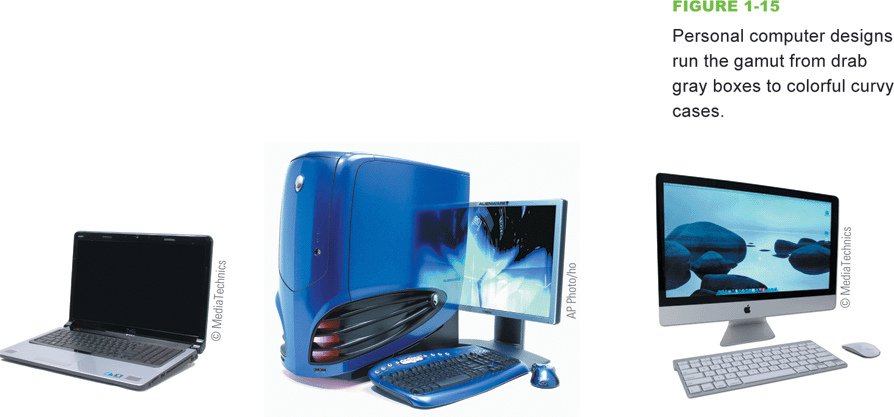 FIGURE 1-15
Personal computer designs
run the gamut from drab
gray boxes to colorful curvy
cases.
© MediaTechnics
AP Photo/ho
© MediaTechnics